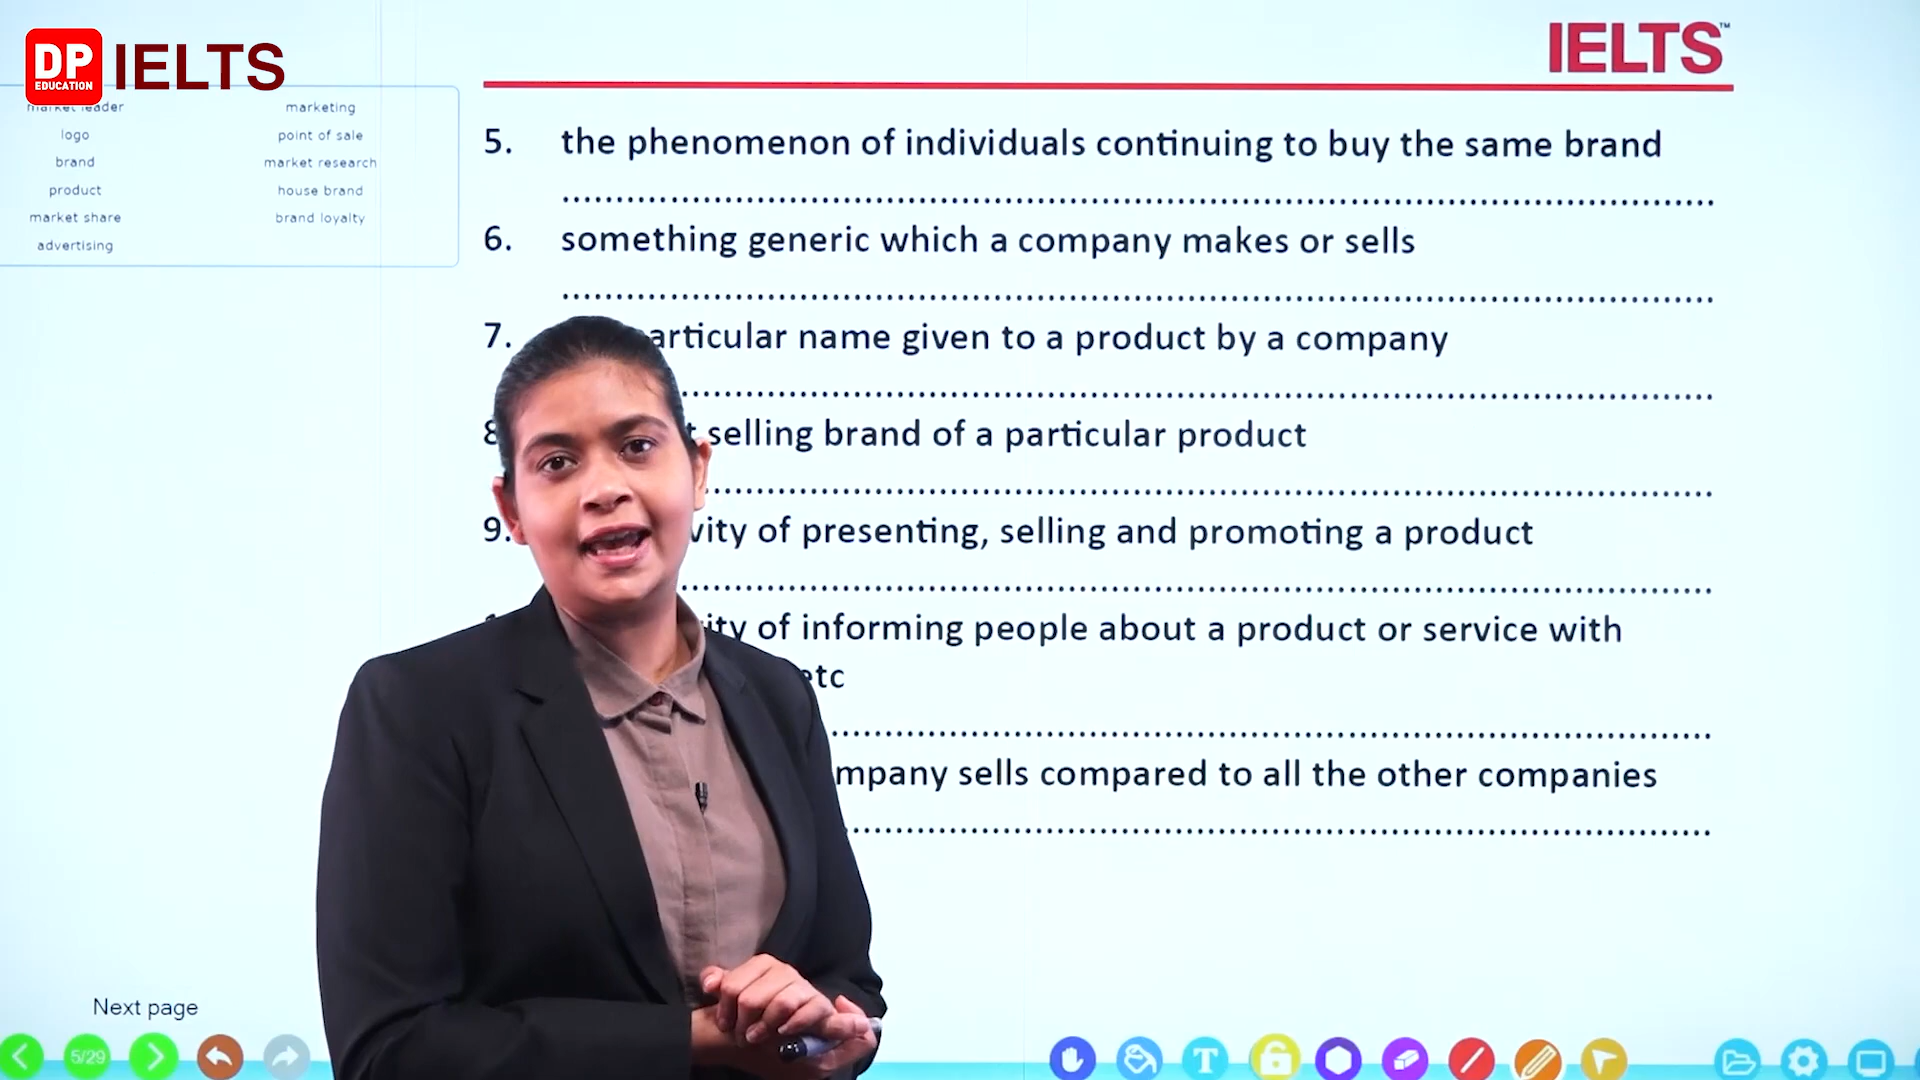 DP
EDUCATION
IELTS
IELTS™
market leader
marketing
logo
point of sale
brand
market research
product
house brand
market share
brand loyalty
advertising
5. the phenomenon of individuals continuing to buy the same brand
6. something generic which a company makes or sells
7. articular name given to a product by a company
selling brand of a particular product
9. vity of presenting, selling and promoting a product
ity of informing people about a product or service with
etc
mpany sells compared to all the other companies
Next page
5/29
T